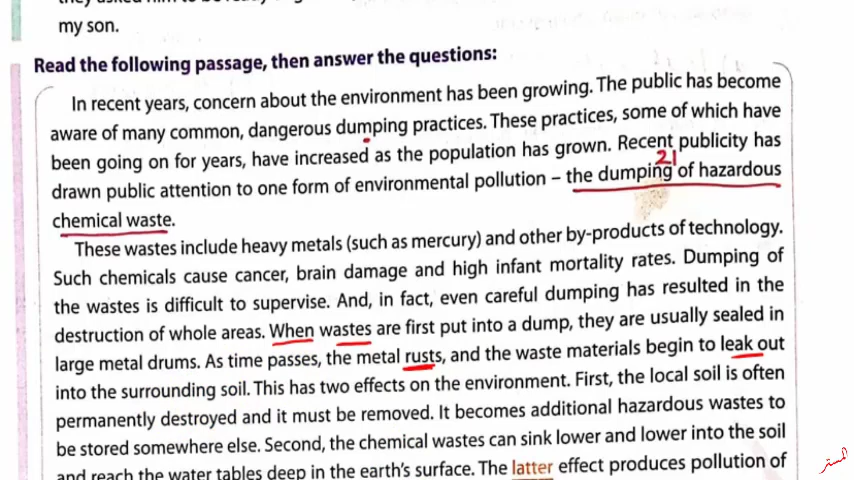 my son.
Read the following passage, then answer the questions:
In recent years, concern about the environment has been growing. The public has become
aware of many common, dangerous dumping practices. These practices, some of which have
been going on for years, have increased as the population has grown. Recent publicity has
21
drawn public attention to one form of environmental pollution – the dumping of hazardous
chemical waste.
These wastes include heavy metals (such as mercury) and other by-products of technology.
Such chemicals cause cancer, brain damage and high infant mortality rates. Dumping of
the wastes is difficult to supervise. And, in fact, even careful dumping has resulted in the
destruction of whole areas. When wastes are first put into a dump, they are usually sealed in
large metal drums. As time passes, the metal rusts, and the waste materials begin to leak out
into the surrounding soil. This has two effects on the environment. First, the local soil is often
permanently destroyed and it must be removed. It becomes additional hazardous wastes to
be stored somewhere else. Second, the chemical wastes can sink lower and lower into the soil
and reach the water tables deep in the earth's surface. The latter effect produces pollution of